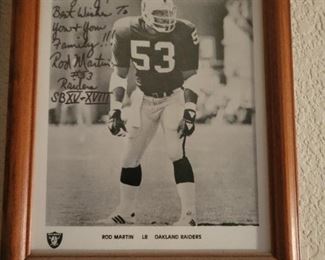 Best Wishes To
You & Your
Family!!!
Rod Martin
#53
Raiders
SB XV-XVIII
53
ROD MARTIN LB OAKLAND RAIDERS